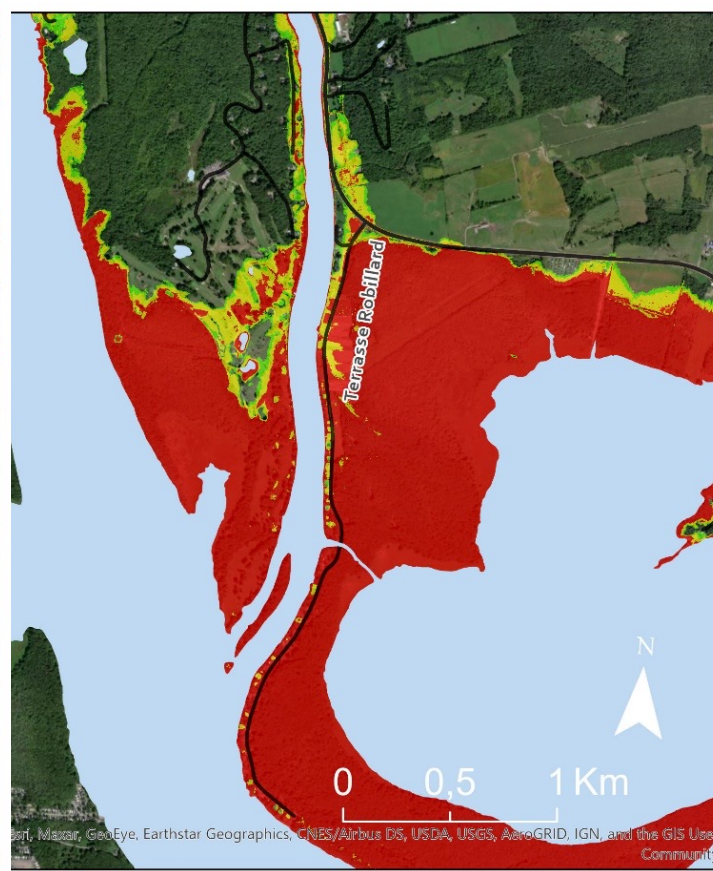 Terrasse Robillard
N
0 0,5 1 Km
Esri, Maxar, GeoEye, Earthstar Geographics, CNES/Airbus DS, USDA, USGS, AeroGRID, IGN, and the GIS User
Community